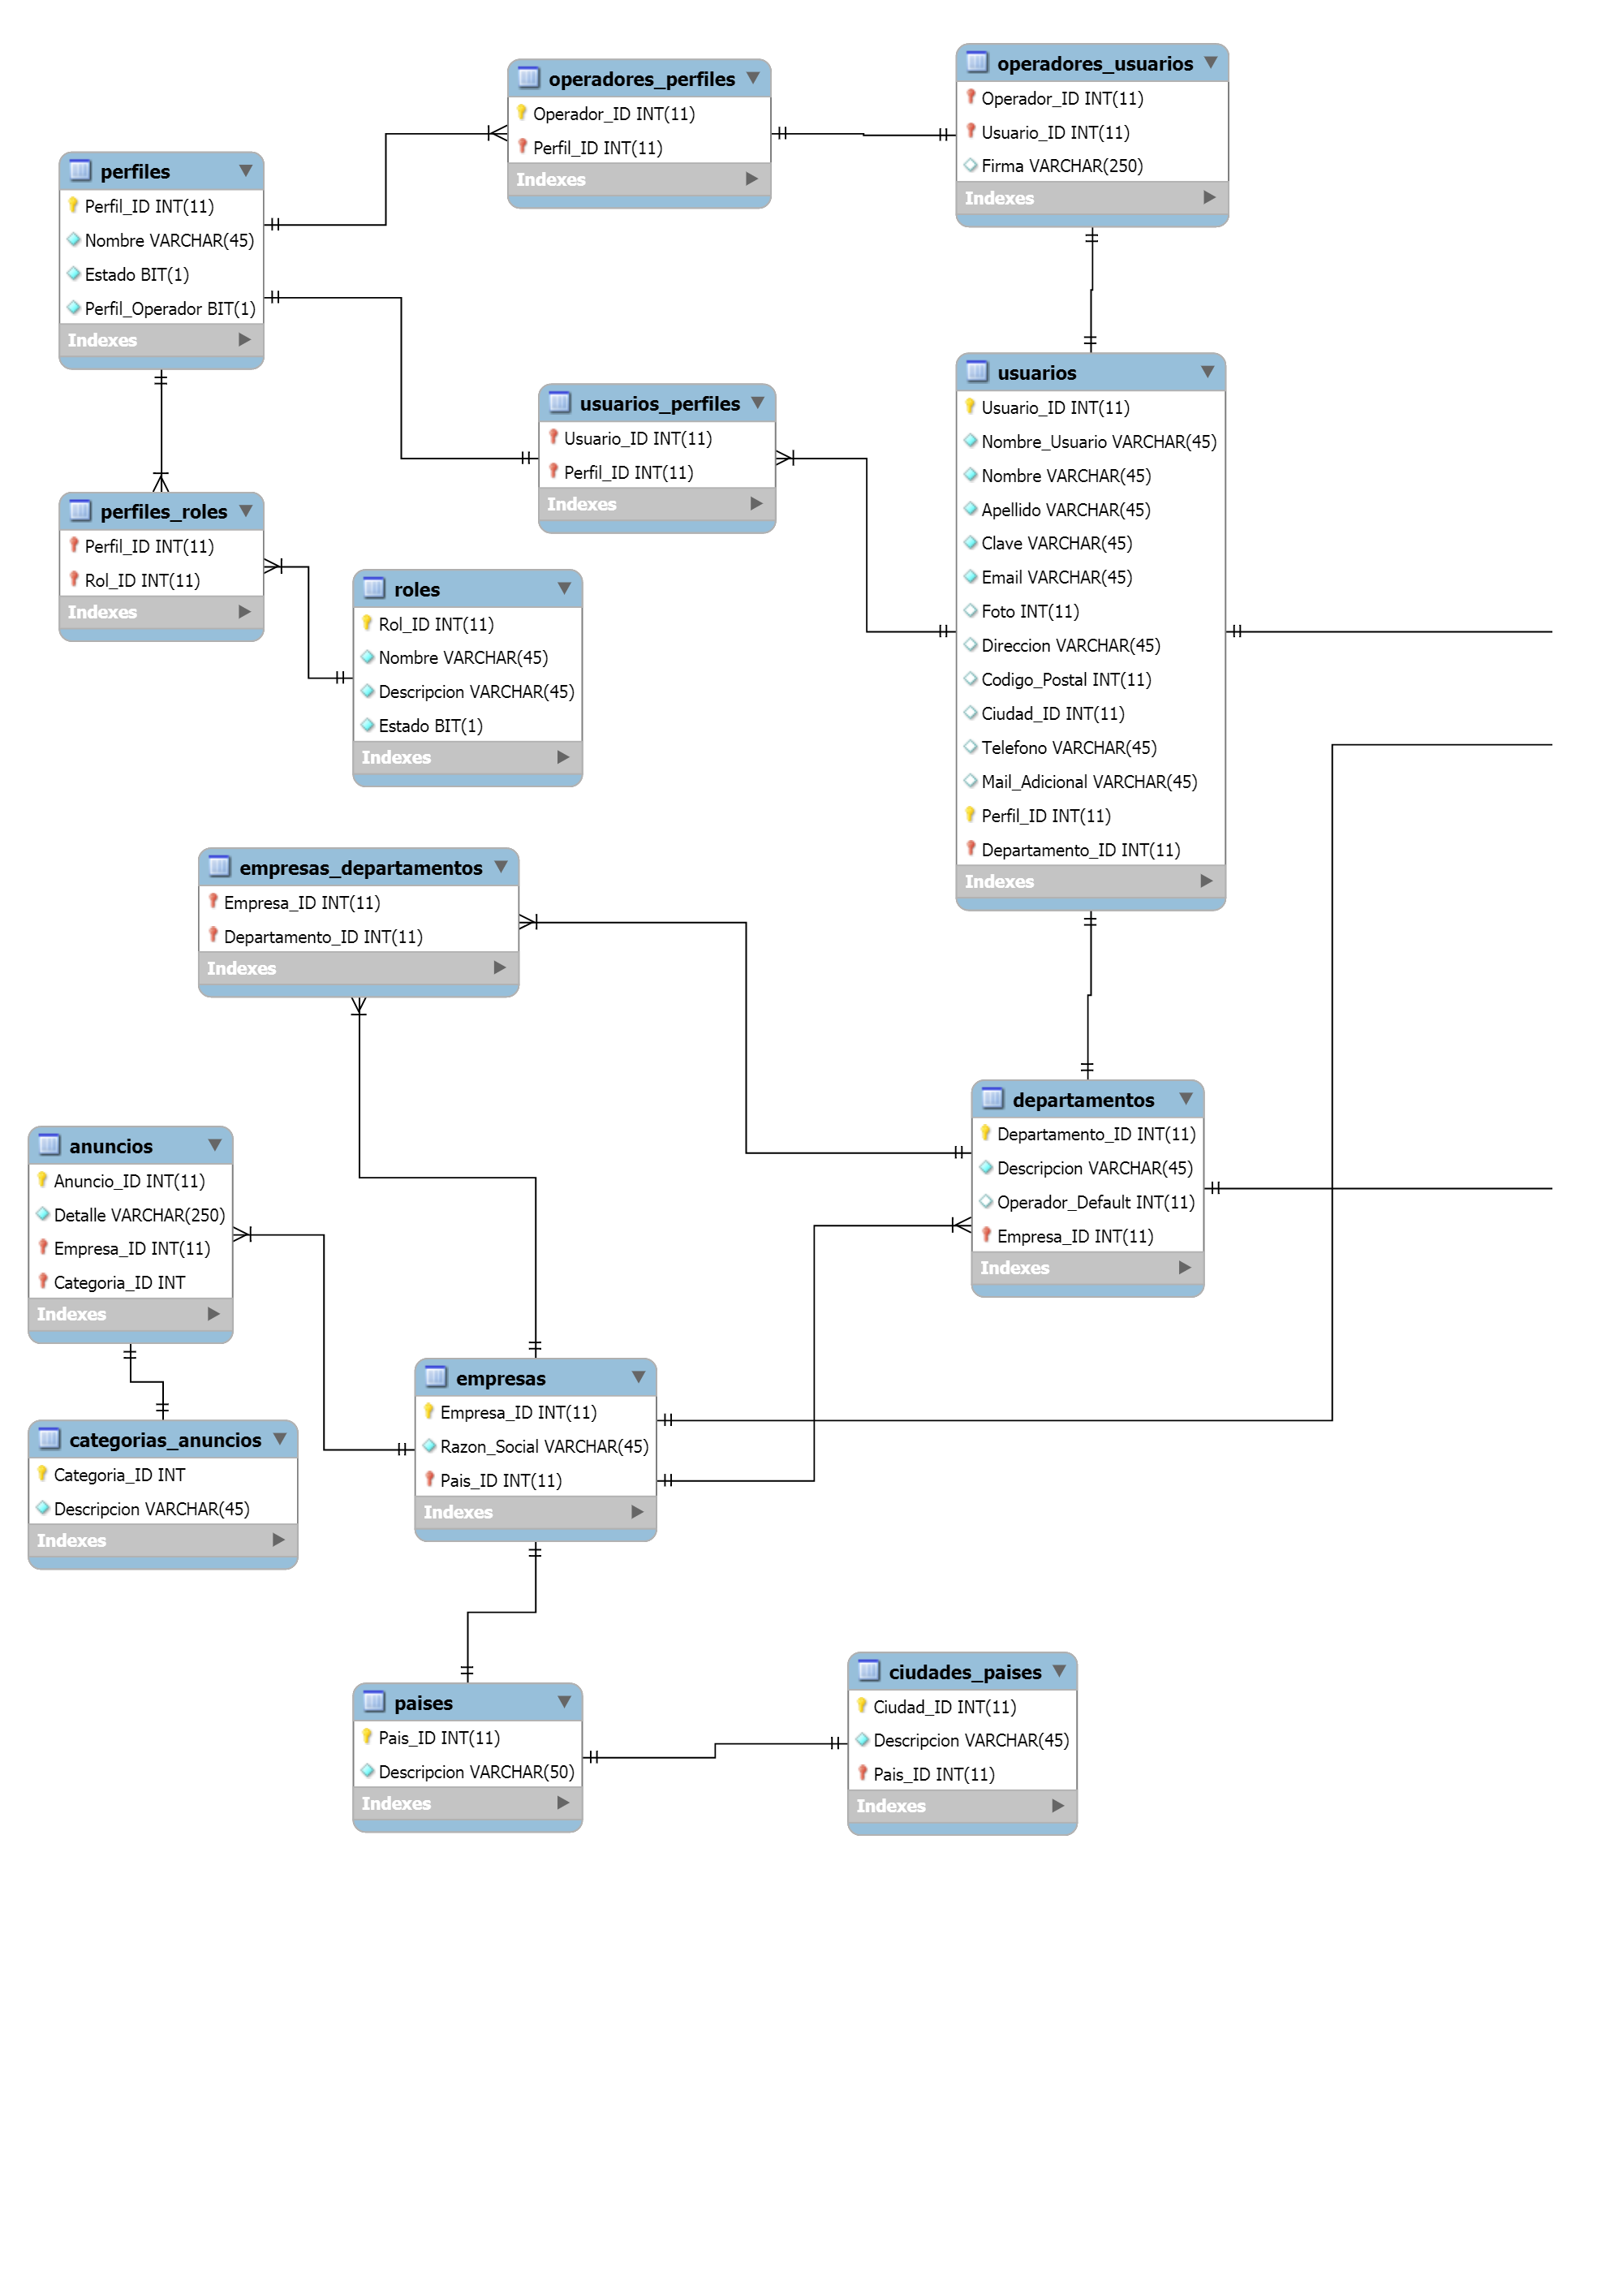 operadores_perfiles
Operador_ID INT(11)
Perfil_ID INT(11)
Indexes
operadores_usuarios
Operador_ID INT(11)
Usuario_ID INT(11)
Firma VARCHAR(250)
Indexes
perfiles
Perfil_ID INT(11)
Nombre VARCHAR(45)
Estado BIT(1)
Perfil_Operador BIT(1)
Indexes
usuarios_perfiles
Usuario_ID INT(11)
Perfil_ID INT(11)
Indexes
usuarios
Usuario_ID INT(11)
Nombre_Usuario VARCHAR(45)
Nombre VARCHAR(45)
Apellido VARCHAR(45)
Clave VARCHAR(45)
Email VARCHAR(45)
Foto INT(11)
Direccion VARCHAR(45)
Codigo_Postal INT(11)
Ciudad_ID INT(11)
Telefono VARCHAR(45)
Mail_Adicional VARCHAR(45)
Perfil_ID INT(11)
Departamento_ID INT(11)
Indexes
perfiles_roles
Perfil_ID INT(11)
Rol_ID INT(11)
Indexes
roles
Rol_ID INT(11)
Nombre VARCHAR(45)
Descripcion VARCHAR(45)
Estado BIT(1)
Indexes
empresas_departamentos
Empresa_ID INT(11)
Departamento_ID INT(11)
Indexes
departamentos
Departamento_ID INT(11)
Descripcion VARCHAR(45)
Operador_Default INT(11)
Empresa_ID INT(11)
Indexes
anuncios
Anuncio_ID INT(11)
Detalle VARCHAR(250)
Empresa_ID INT(11)
Categoria_ID INT
Indexes
empresas
Empresa_ID INT(11)
Razon_Social VARCHAR(45)
Pais_ID INT(11)
Indexes
categorias_anuncios
Categoria_ID INT
Descripcion VARCHAR(45)
Indexes
paises
Pais_ID INT(11)
Descripcion VARCHAR(50)
Indexes
ciudades_paises
Ciudad_ID INT(11)
Descripcion VARCHAR(45)
Pais_ID INT(11)
Indexes